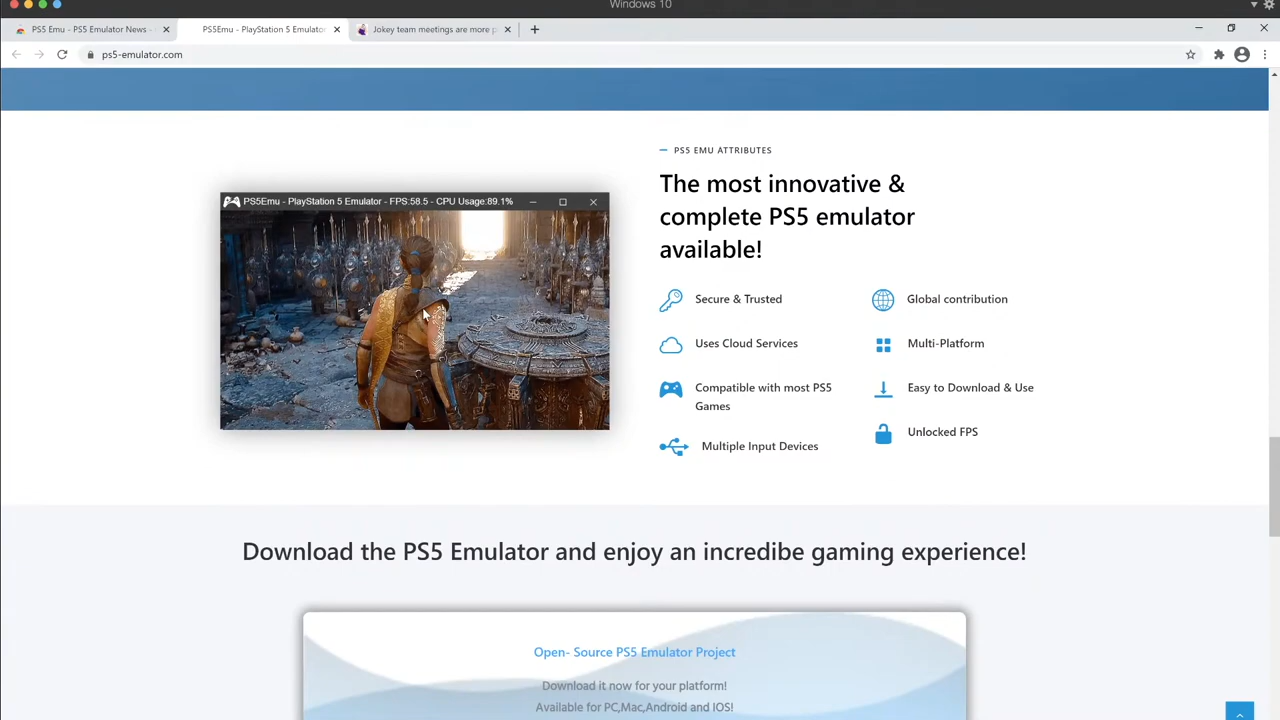 Windows 10
PS5 Emu - PS5 Emulator News -
PS5Emu - PlayStation 5 Emulator
Jokey team meetings are more p
ps5-emulator.com
PS5 EMU ATTRIBUTES
The most innovative &
complete PS5 emulator
available!
PS5Emu - PlayStation 5 Emulator - FPS:58.5 - CPU Usage:89.1%
Secure & Trusted
Global contribution
Uses Cloud Services
Multi-Platform
Compatible with most PS5
Games
Easy to Download & Use
Unlocked FPS
Multiple Input Devices
Download the PS5 Emulator and enjoy an incredibe gaming experience!
Open- Source PS5 Emulator Project
Download it now for your platform!
Available for PC,Mac,Android and IOS!